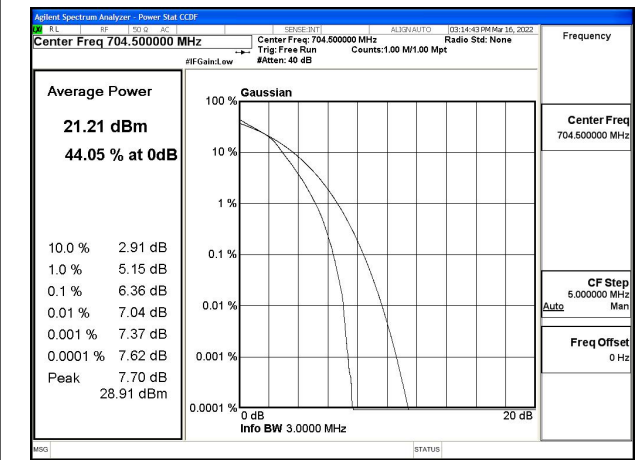 Agilent Spectrum Analyzer - Power Stat CCDF
RL RF 50 Ω AC SENSE:INT ALIGN AUTO 03:14:43 PM Mar 16, 2022
Center Freq 704.500000 MHz
Center Freq: 704.500000 MHz Radio Std: None
Trig: Free Run Counts:1.00 M/1.00 Mpt
#IFGain:Low #Atten: 40 dB
Frequency
Average Power
21.21 dBm
44.05 % at 0dB
10.0 % 2.91 dB
1.0 % 5.15 dB
0.1 % 6.36 dB
0.01 % 7.04 dB
0.001 % 7.37 dB
0.0001 % 7.62 dB
Peak 7.70 dB
28.91 dBm
Gaussian
100 %
10 %
1 %
0.1 %
0.01 %
0.001 %
0.0001 %
0 dB 20 dB
Info BW 3.0000 MHz
Center Freq
704.500000 MHz
CF Step
5.000000 MHz
Auto Man
Freq Offset
0 Hz
MSG STATUS